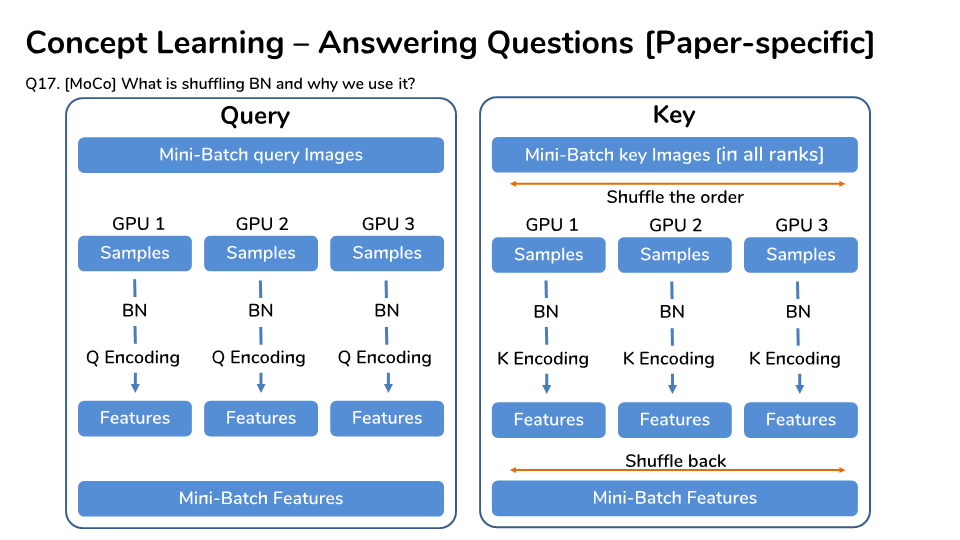 Concept Learning – Answering Questions [Paper-specific]
Q17. [MoCo] What is shuffling BN and why we use it?
Query
Mini-Batch query Images
GPU 1 GPU 2 GPU 3
Samples Samples Samples
BN BN BN
Q Encoding Q Encoding Q Encoding
Features Features Features
Mini-Batch Features
Key
Mini-Batch key Images [in all ranks]
Shuffle the order
GPU 1 GPU 2 GPU 3
Samples Samples Samples
BN BN BN
K Encoding K Encoding K Encoding
Features Features Features
Shuffle back
Mini-Batch Features